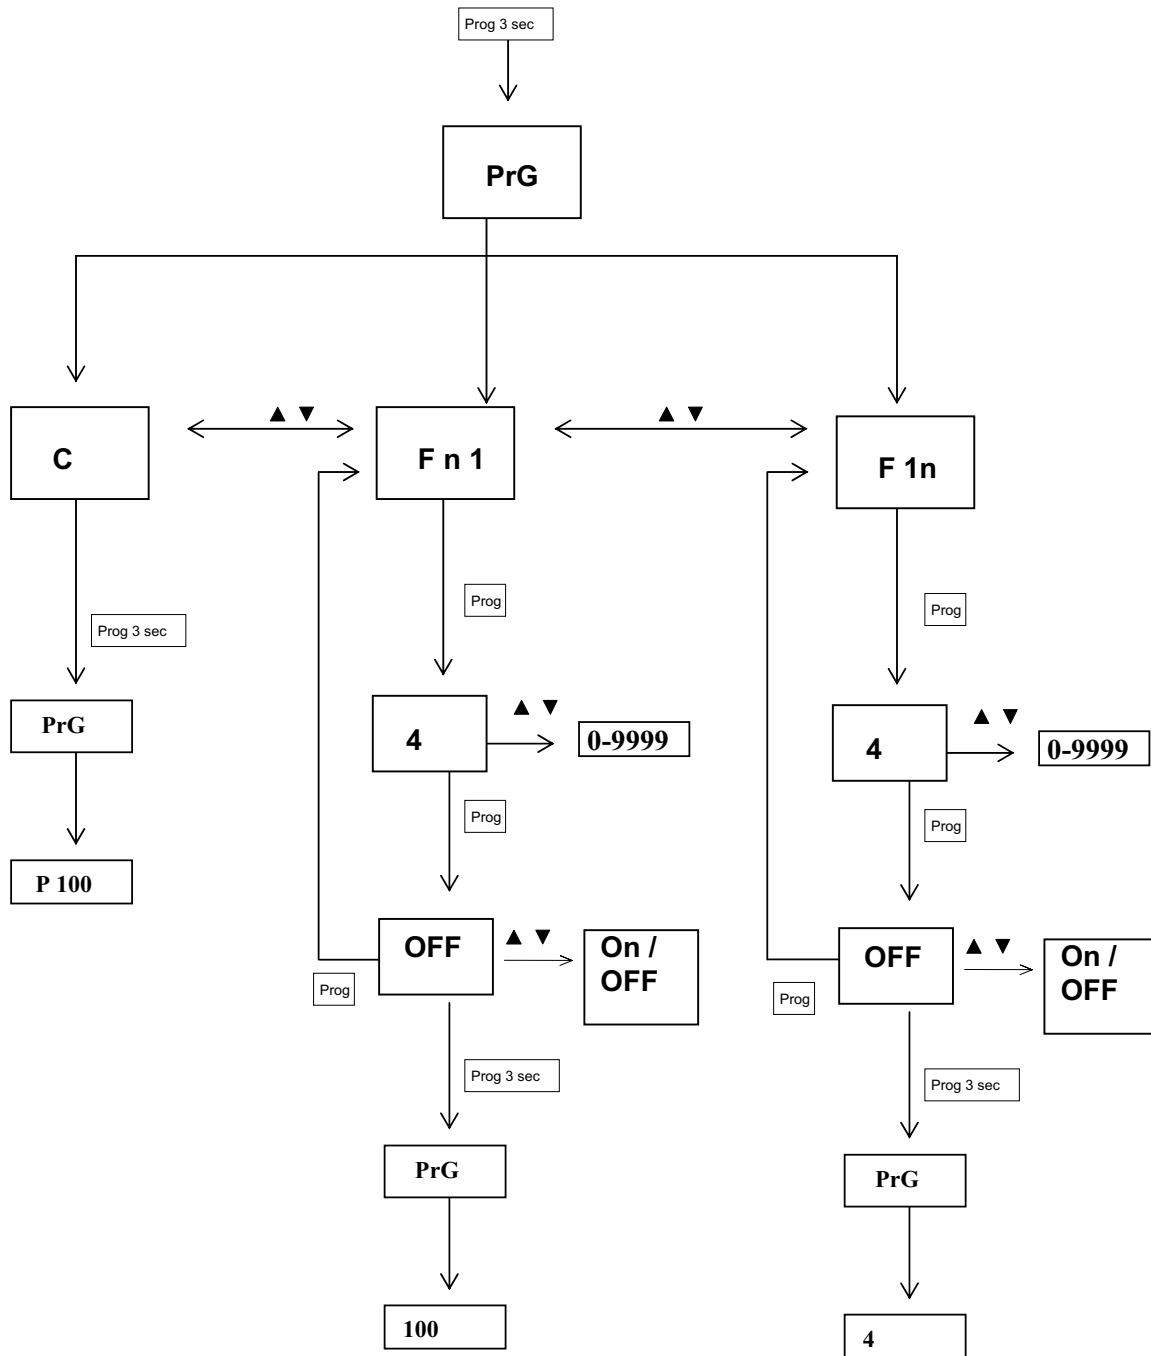 Prog 3 sec
PrG
▲ ▼
▲ ▼
C
F n 1
F 1n
Prog
Prog
Prog 3 sec
PrG
▲ ▼
▲ ▼
4
0-9999
4
0-9999
Prog
Prog
P 100
OFF
▲ ▼
On /
OFF
OFF
▲ ▼
On /
OFF
Prog
Prog
Prog 3 sec
Prog 3 sec
PrG
PrG
100
4